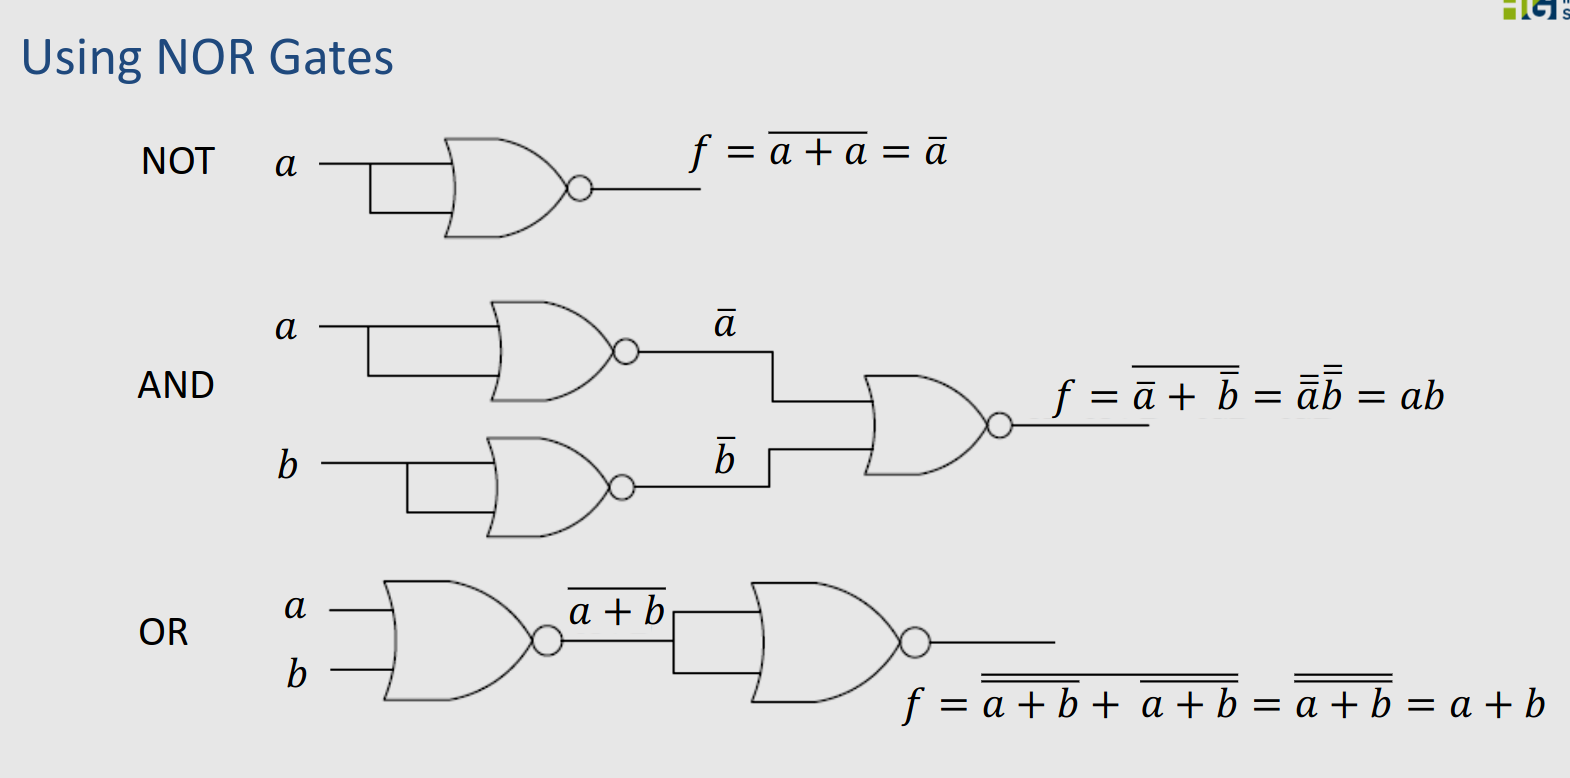 Using NOR Gates
NOT
a
f = \overline{a + a} = \bar{a}
a
\bar{a}
AND
f = \overline{\bar{a} + \bar{b}} = \bar{\bar{a}}\bar{\bar{b}} = ab
b
\bar{b}
a
\overline{a + b}
OR
b
f = \overline{\overline{a + b} + \overline{a + b}} = \overline{\overline{a + b}} = a + b